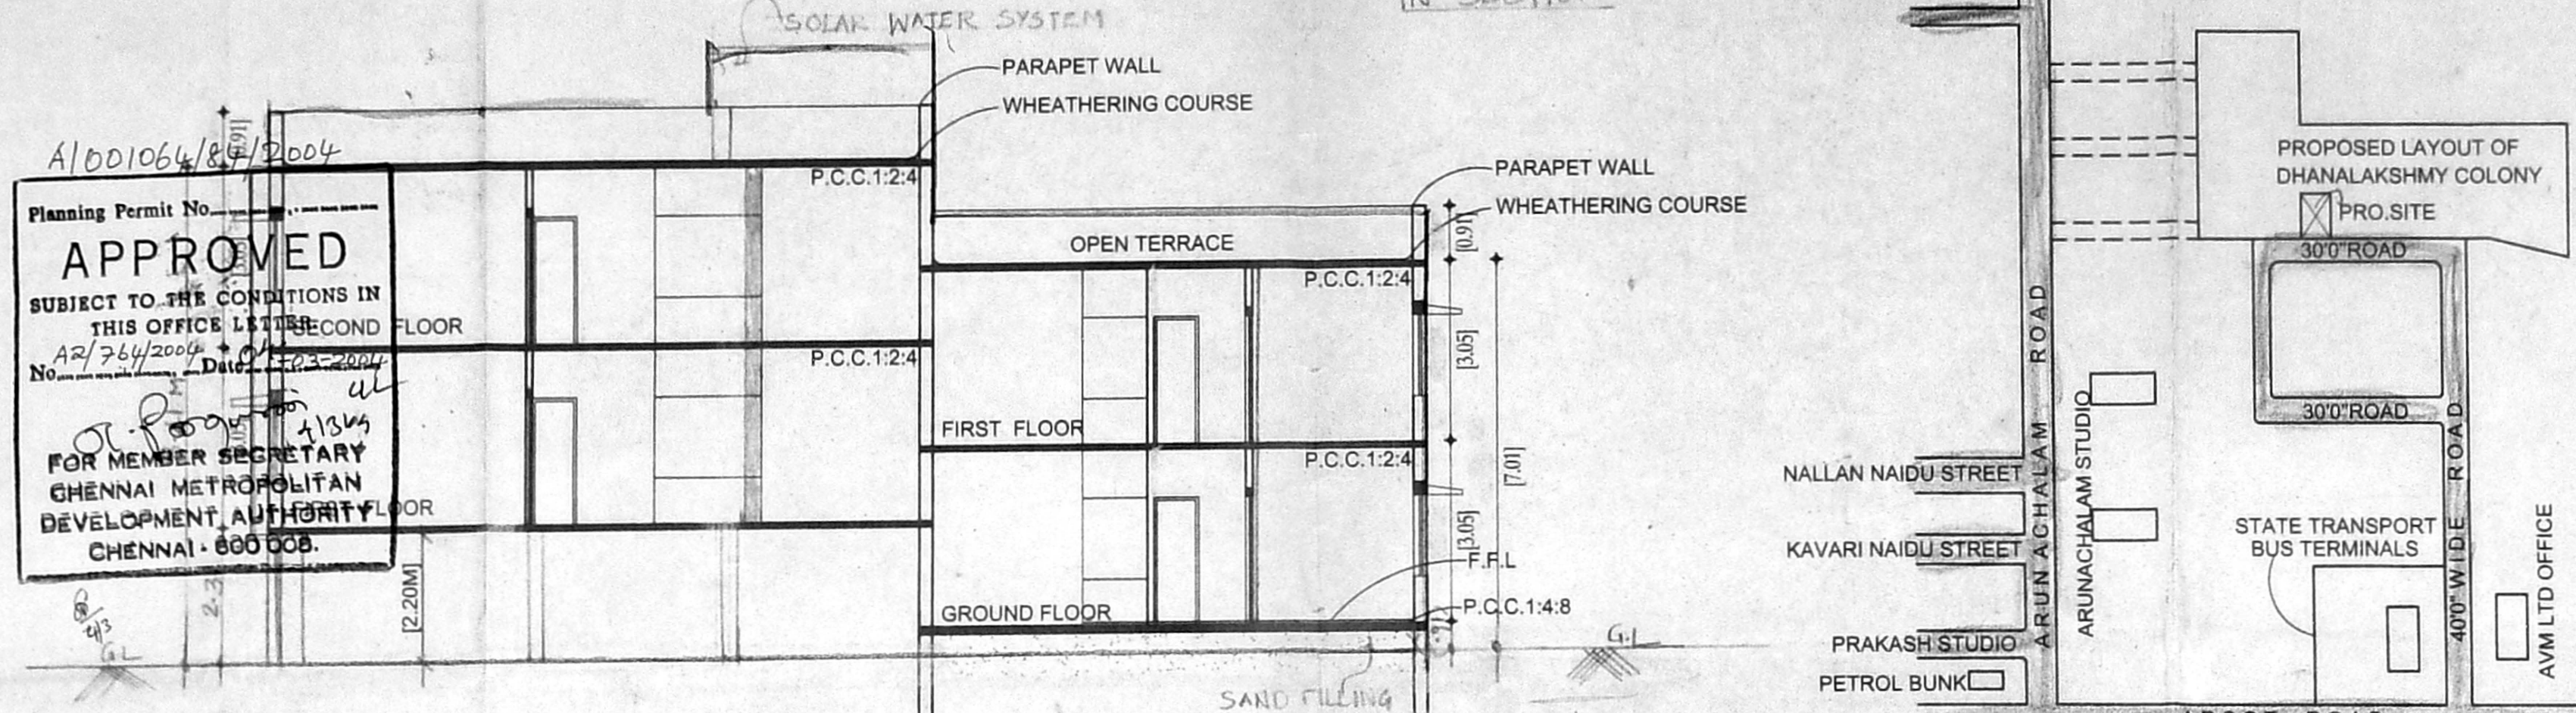 SOLAR WATER SYSTEM
PARAPET WALL
WHEATHERING COURSE
P.C.C.1:2:4
A/001064/84/2004
Planning Permit No
APPROVED
SUBJECT TO THE CONDITIONS IN
THIS OFFICE LETTER
No A2/764/2004 Date -03-2004
FOR MEMBER SECRETARY
CHENNAI METROPOLITAN
DEVELOPMENT AUTHORITY
CHENNAI - 600 008.
SECOND FLOOR
P.C.C.1:2:4
FIRST FLOOR
[2.20M]
G.L
PARAPET WALL
WHEATHERING COURSE
OPEN TERRACE
[0.91]
P.C.C.1:2:4
[3.05]
FIRST FLOOR
P.C.C.1:2:4
[7.01]
[3.05]
F.F.L
GROUND FLOOR
P.C.C.1:4:8
G.L
SAND FILLING
PROPOSED LAYOUT OF
DHANALAKSHMY COLONY
PRO.SITE
30'0"ROAD
30'0"ROAD
ARUNACHALAM ROAD
ARUNACHALAM STUDIO
NALLAN NAIDU STREET
KAVARI NAIDU STREET
PRAKASH STUDIO
PETROL BUNK
STATE TRANSPORT
BUS TERMINALS
40'0" WIDE ROAD
AVM LTD OFFICE